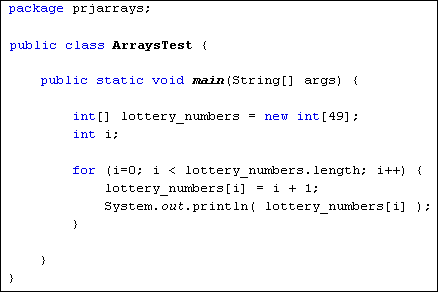 package prjarrays;
public class ArraysTest {
public static void main(String[] args) {
int[] lottery_numbers = new int[49];
int i;
for (i=0; i < lottery_numbers.length; i++) {
lottery_numbers[i] = i + 1;
System.out.println( lottery_numbers[i] );
}
}
}